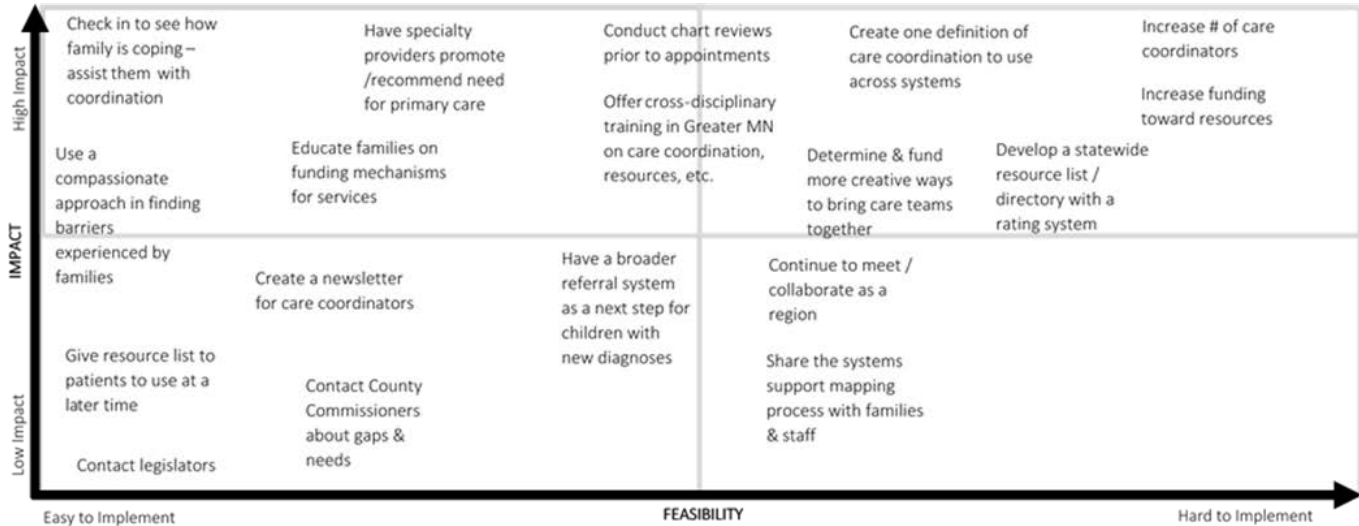 Check in to see how
family is coping –
assist them with
coordination
Have specialty
providers promote
/recommend need
for primary care
Conduct chart reviews
prior to appointments
Create one definition of
care coordination to use
across systems
Increase # of care
coordinators
Increase funding
toward resources
Offer cross-disciplinary
training in Greater MN
on care coordination,
resources, etc.
Use a
compassionate
approach in finding
barriers
experienced by
families
Educate families on
funding mechanisms
for services
Determine & fund
more creative ways
to bring care teams
together
Develop a statewide
resource list /
directory with a
rating system
Create a newsletter
for care coordinators
Have a broader
referral system
as a next step for
children with
new diagnoses
Continue to meet /
collaborate as a
region
Give resource list to
patients to use at a
later time
Contact County
Commissioners
about gaps &
needs
Share the systems
support mapping
process with families
& staff
Contact legislators
High Impact
IMPACT
Low Impact
Easy to Implement
FEASIBILITY
Hard to Implement